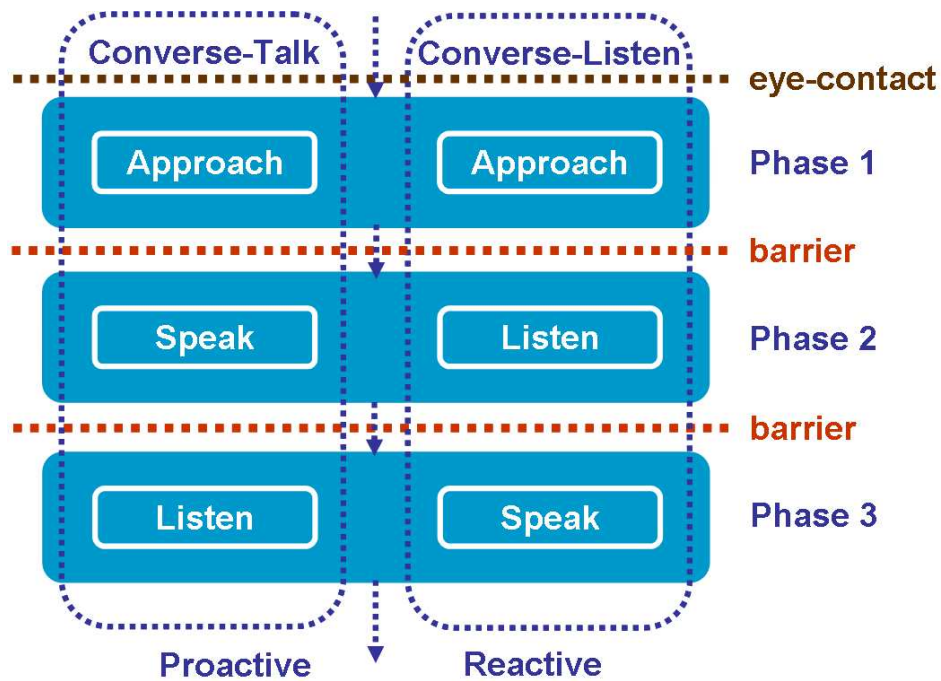 Converse-Talk
Converse-Listen
eye-contact
Approach
Approach
Phase 1
barrier
Speak
Listen
Phase 2
barrier
Listen
Speak
Phase 3
Proactive
Reactive